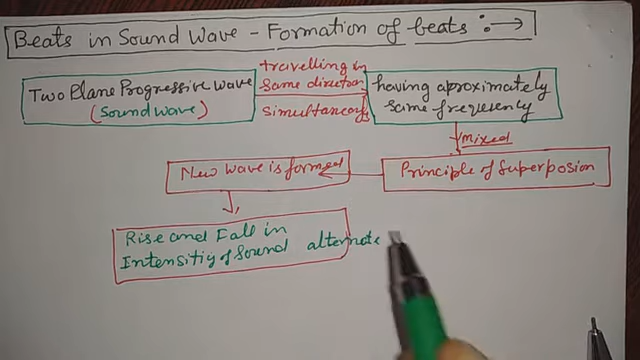 Beats in Sound Wave - Formation of beats :- →
Two Plane Progressive Wave
(Sound wave)
travelling in
same direction
simultaneously
having aproximately
same frequency
mixed
Principle of Superposion
New wave is formed
Rise and Fall in
Intensitiy of Sound alternate